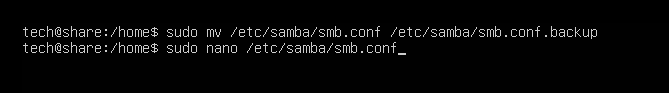 tech@share:/home$ sudo mv /etc/samba/smb.conf /etc/samba/smb.conf.backup
tech@share:/home$ sudo nano /etc/samba/smb.conf_